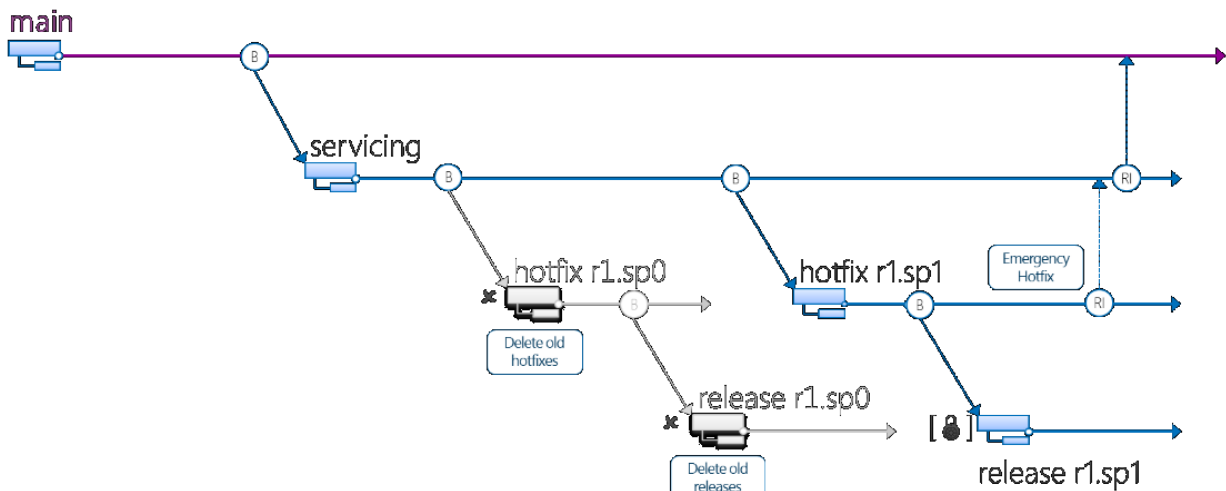 main
B
servicing
B
B
RI
hotfix r1.sp0
hotfix r1.sp1
Emergency
Hotfix
B
B
RI
Delete old
hotfixes
release r1.sp0
[ ]
Delete old
releases
release r1.sp1